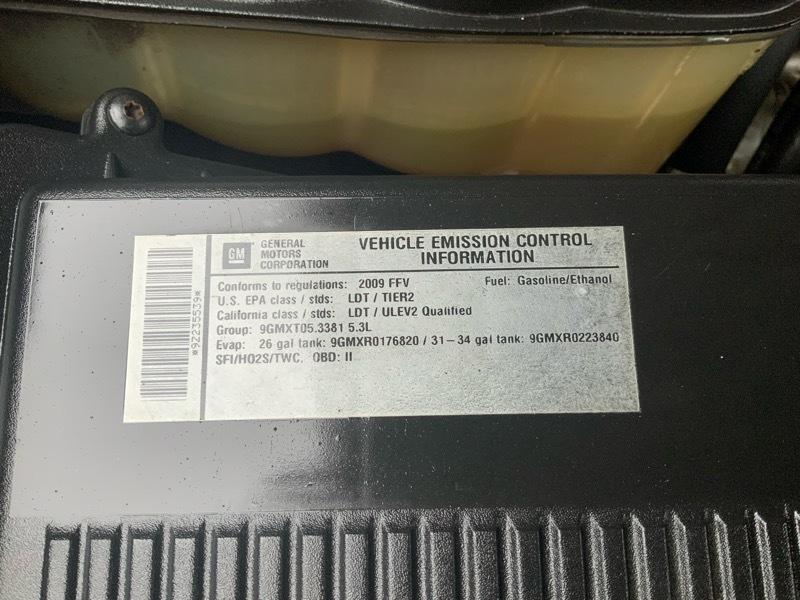 *9Z235539*
GM
GENERAL
MOTORS
CORPORATION
VEHICLE EMISSION CONTROL
INFORMATION
Conforms to regulations: 2009 FFV Fuel: Gasoline/Ethanol
U.S. EPA class / stds: LDT / TIER2
California class / stds: LDT / ULEV2 Qualified
Group: 9GMXT05.3381 5.3L
Evap: 26 gal tank: 9GMXR0176820 / 31-34 gal tank: 9GMXR0223840
SFI/HO2S/TWC. OBD: II